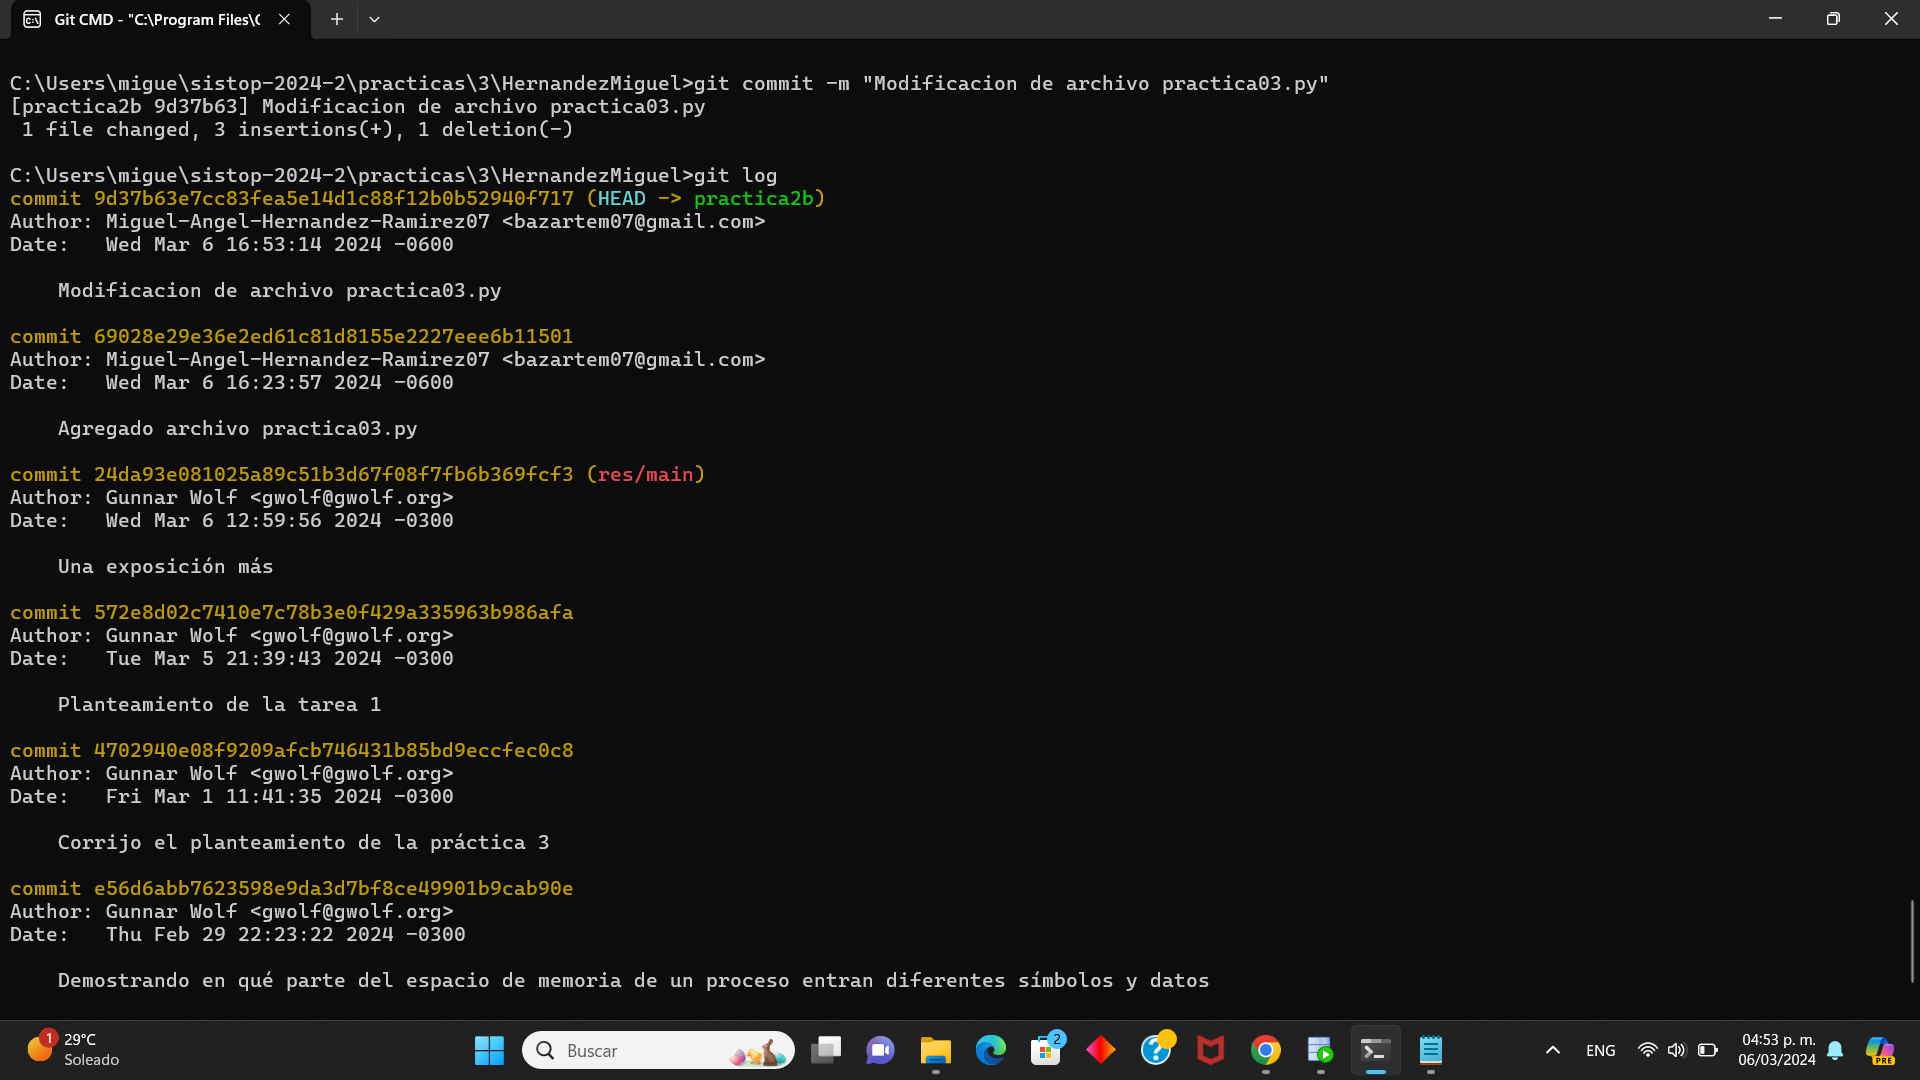 Git CMD - "C:\Program Files\G
C:\Users\migue\sistop-2024-2\practicas\3\HernandezMiguel>git commit -m "Modificacion de archivo practica03.py"
[practica2b 9d37b63] Modificacion de archivo practica03.py
1 file changed, 3 insertions(+), 1 deletion(-)
C:\Users\migue\sistop-2024-2\practicas\3\HernandezMiguel>git log
commit 9d37b63e7cc83fea5e14d1c88f12b0b52940f717 (HEAD -> practica2b)
Author: Miguel-Angel-Hernandez-Ramirez07 <bazartem07@gmail.com>
Date:   Wed Mar 6 16:53:14 2024 -0600
Modificacion de archivo practica03.py
commit 69028e29e36e2ed61c81d8155e2227eee6b11501
Author: Miguel-Angel-Hernandez-Ramirez07 <bazartem07@gmail.com>
Date:   Wed Mar 6 16:23:57 2024 -0600
Agregado archivo practica03.py
commit 24da93e081025a89c51b3d67f08f7fb6b369fcf3 (res/main)
Author: Gunnar Wolf <gwolf@gwolf.org>
Date:   Wed Mar 6 12:59:56 2024 -0300
Una exposición más
commit 572e8d02c7410e7c78b3e0f429a335963b986afa
Author: Gunnar Wolf <gwolf@gwolf.org>
Date:   Tue Mar 5 21:39:43 2024 -0300
Planteamiento de la tarea 1
commit 4702940e08f9209afcb746431b85bd9eccfec0c8
Author: Gunnar Wolf <gwolf@gwolf.org>
Date:   Fri Mar 1 11:41:35 2024 -0300
Corrijo el planteamiento de la práctica 3
commit e56d6abb7623598e9da3d7bf8ce49901b9cab90e
Author: Gunnar Wolf <gwolf@gwolf.org>
Date:   Thu Feb 29 22:23:22 2024 -0300
Demostrando en qué parte del espacio de memoria de un proceso entran diferentes símbolos y datos
1
29°C
Soleado
Buscar
2
ENG
04:53 p. m.
06/03/2024
PRE